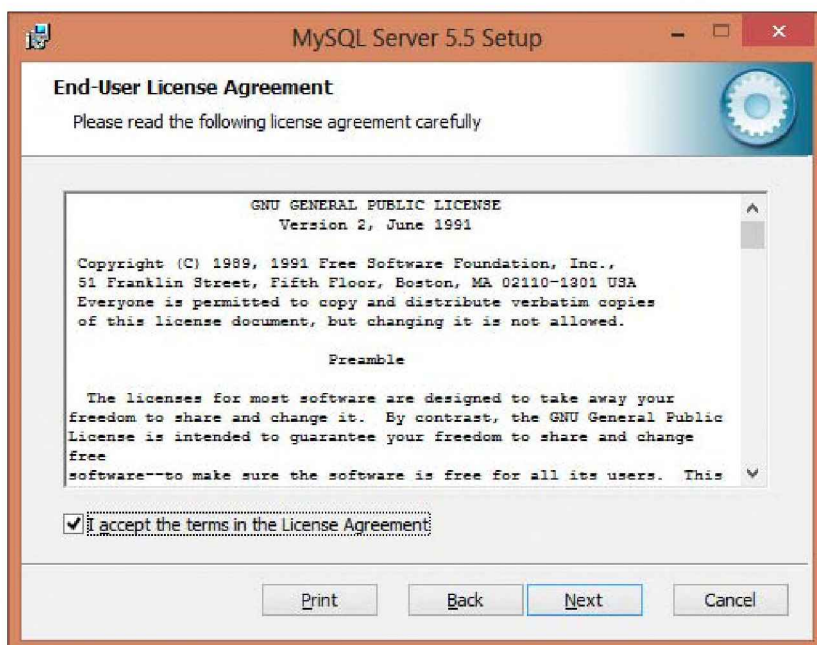 MySQL Server 5.5 Setup
End-User License Agreement
Please read the following license agreement carefully
GNU GENERAL PUBLIC LICENSE
Version 2, June 1991
Copyright (C) 1989, 1991 Free Software Foundation, Inc.,
51 Franklin Street, Fifth Floor, Boston, MA 02110-1301 USA
Everyone is permitted to copy and distribute verbatim copies
of this license document, but changing it is not allowed.
Preamble
The licenses for most software are designed to take away your
freedom to share and change it. By contrast, the GNU General Public
License is intended to guarantee your freedom to share and change
free
software--to make sure the software is free for all its users. This
I accept the terms in the License Agreement
Print Back Next Cancel